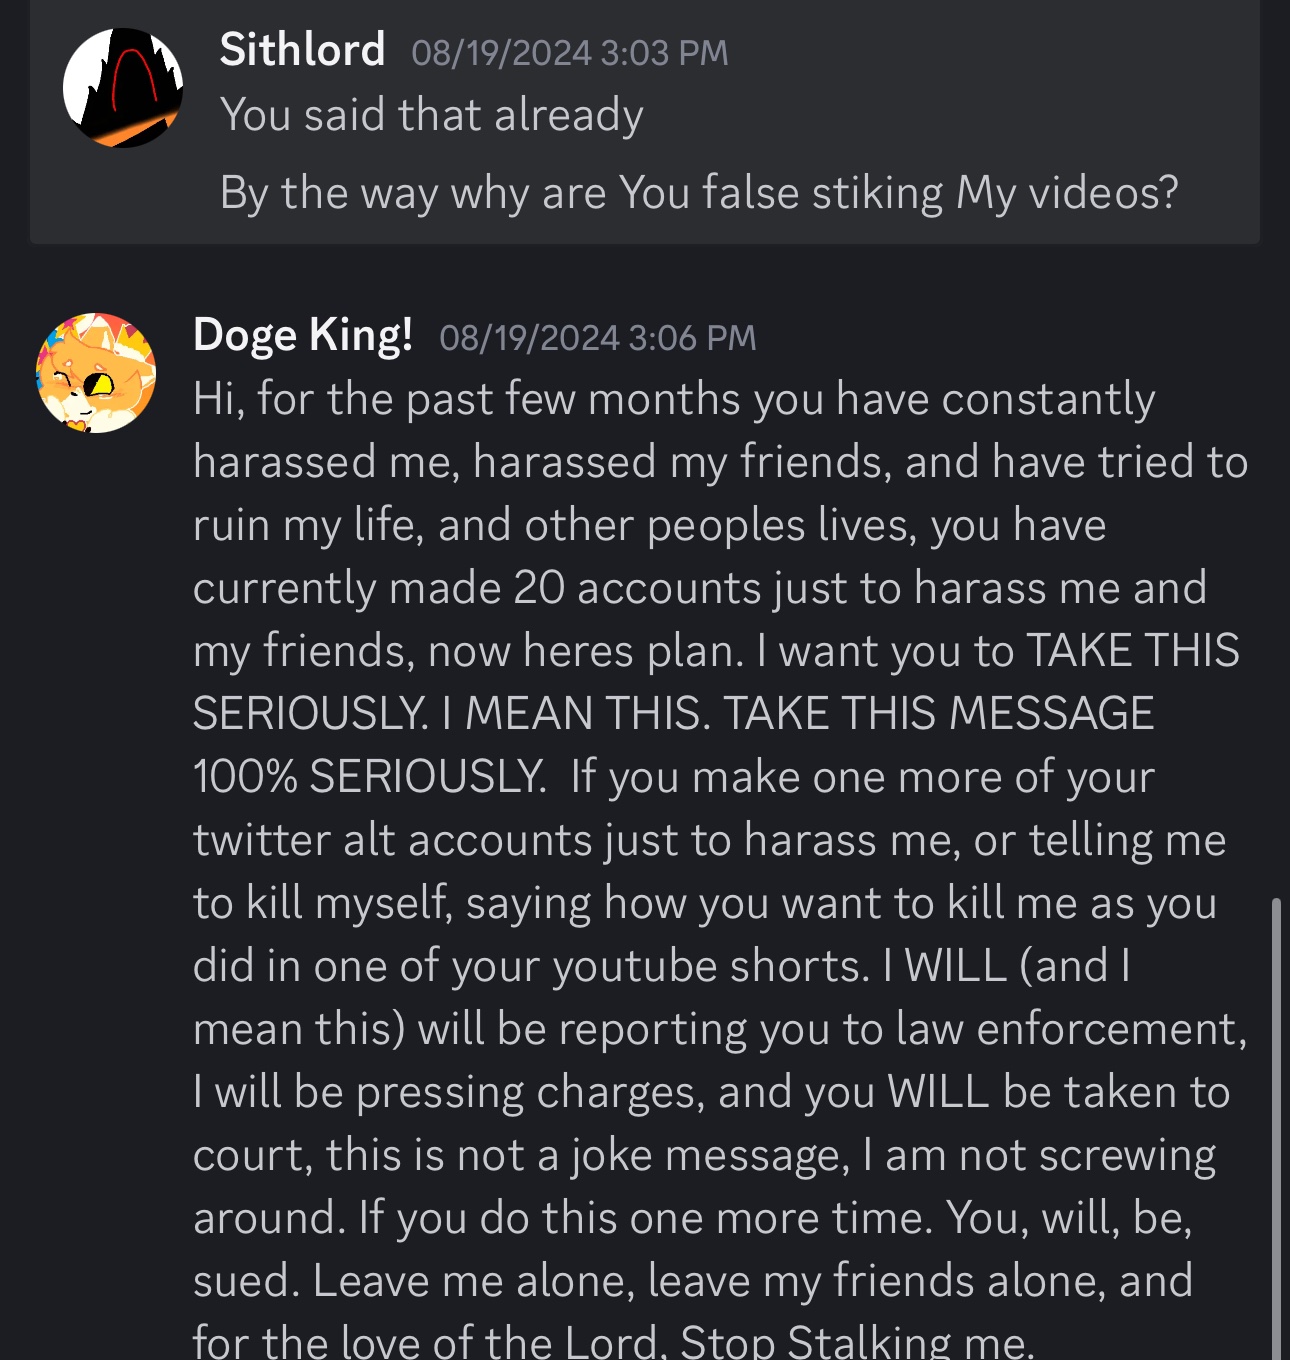 Sithlord 08/19/2024 3:03 PM
You said that already
By the way why are You false stiking My videos?
Doge King! 08/19/2024 3:06 PM
Hi, for the past few months you have constantly
harassed me, harassed my friends, and have tried to
ruin my life, and other peoples lives, you have
currently made 20 accounts just to harass me and
my friends, now heres plan. I want you to TAKE THIS
SERIOUSLY. I MEAN THIS. TAKE THIS MESSAGE
100% SERIOUSLY.  If you make one more of your
twitter alt accounts just to harass me, or telling me
to kill myself, saying how you want to kill me as you
did in one of your youtube shorts. I WILL (and I
mean this) will be reporting you to law enforcement,
I will be pressing charges, and you WILL be taken to
court, this is not a joke message, I am not screwing
around. If you do this one more time. You, will, be,
sued. Leave me alone, leave my friends alone, and
for the love of the Lord, Stop Stalking me.